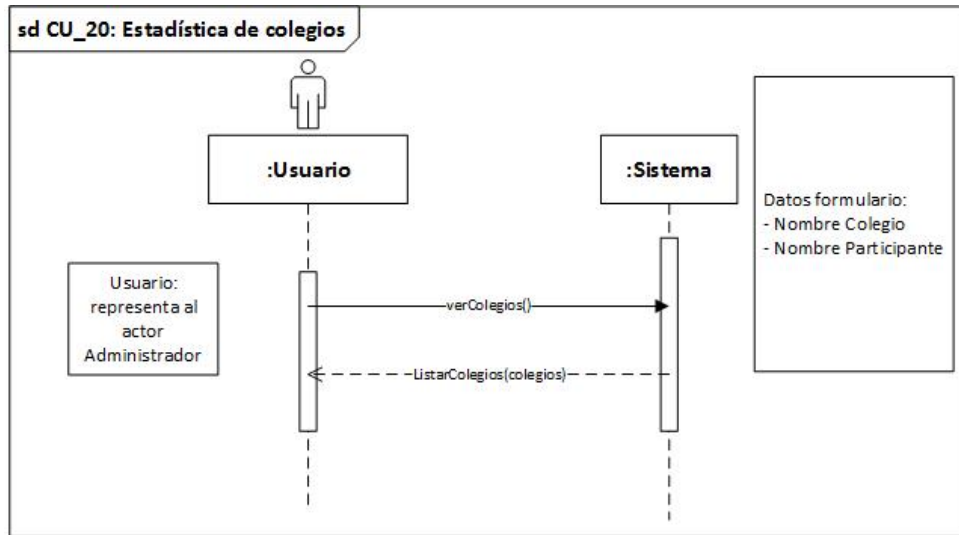 sd CU_20: Estadística de colegios
:Usuario
:Sistema
Datos formulario:
- Nombre Colegio
- Nombre Participante
Usuario:
representa al
actor
Administrador
verColegios()
ListarColegios(colegios)